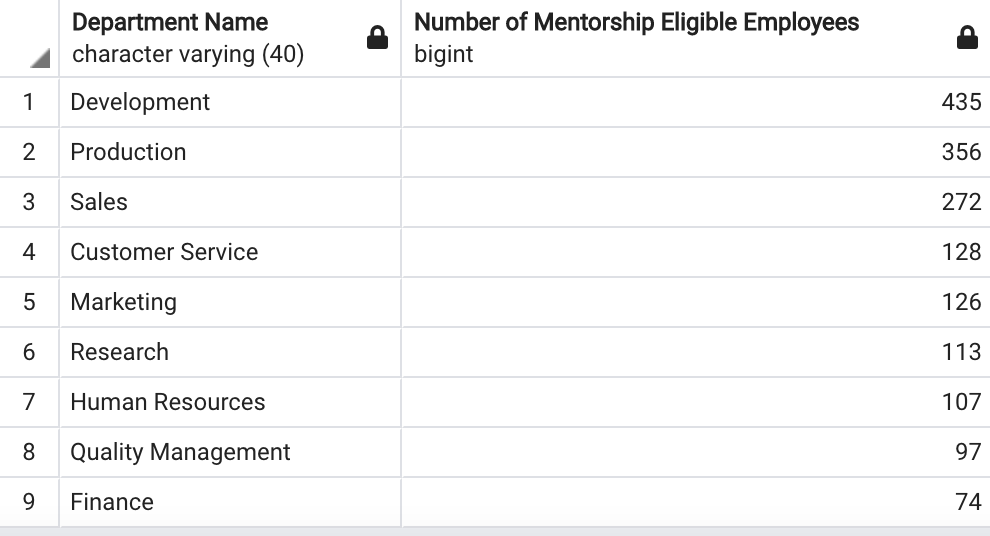 Department Name Number of Mentorship Eligible Employees
character varying (40) bigint
1 Development 435
2 Production 356
3 Sales 272
4 Customer Service 128
5 Marketing 126
6 Research 113
7 Human Resources 107
8 Quality Management 97
9 Finance 74